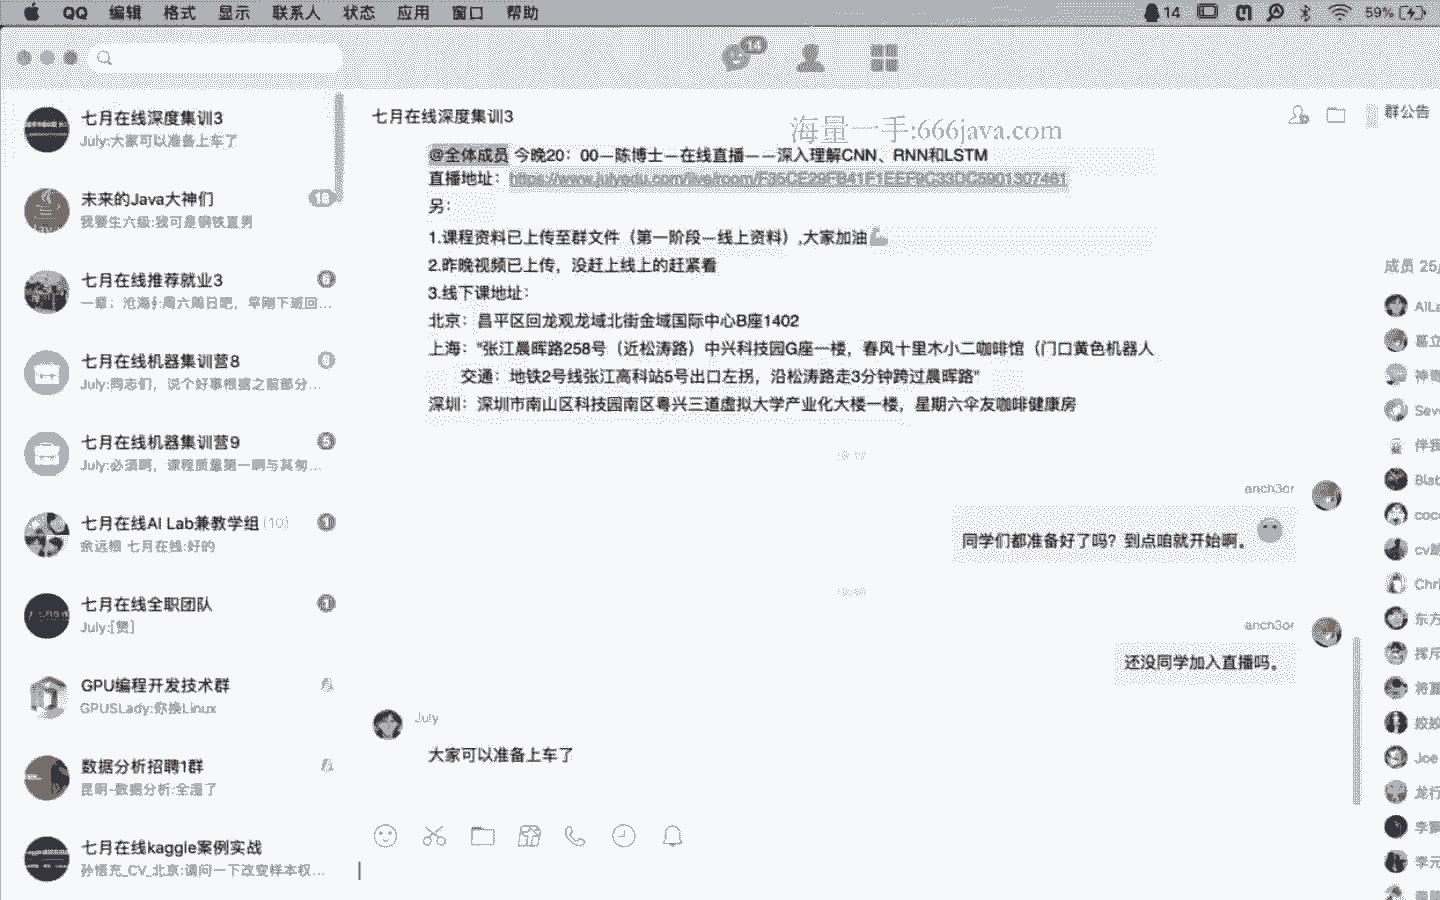 QQ 编辑 格式 显示 联系人 状态 应用 窗口 帮助
14
59%
14
七月在线深度集训3
July:大家可以准备上车了
未来的Java大神们
18
我要生六级:我可是钢铁直男
七月在线推荐就业3
6
七月在线机器集训营8
July:同志们，说个好事根据之前部分...
七月在线机器集训营9
5
July:必须啊，课程质量第一啊与其匆...
七月在线AI Lab兼教学组(10)
1
余远根 七月在线:好的
七月在线全职团队
1
July:[赞]
GPU编程开发技术群
GPUSLady:你换Linux
数据分析招聘1群
昆明-数据分析:全湿了
七月在线kaggle案例实战
孙悟充_CV_北京:请问一下改变样本权...
七月在线深度集训3
海量一手:666java.com
@全体成员 今晚20：00—陈博士—在线直播——深入理解CNN、RNN和LSTM
直播地址：https://www.julyedu.com/live/room/F35CE29FB41F1EEF9C33DC5901307461
另：
1.课程资料已上传至群文件（第一阶段—线上资料）,大家加油
2.昨晚视频已上传，没赶上线上的赶紧看
3.线下课地址：
北京：昌平区回龙观龙域北街金域国际中心B座1402
上海："张江晨晖路258号（近松涛路）中兴科技园G座一楼，春风十里木小二咖啡馆（门口黄色机器人
交通：地铁2号线张江高科站5号出口左拐，沿松涛路走3分钟跨过晨晖路"
深圳：深圳市南山区科技园南区粤兴三道虚拟大学产业化大楼一楼，星期六伞友咖啡健康房
anch3or
同学们都准备好了吗？到点咱就开始啊。
anch3or
还没同学加入直播吗。
July
大家可以准备上车了
群公告
成员 25
AILa
葛立
神奇
Seve
伴我
Blab
coco
Chri
东方
挥斥
将夏
姣姣
Joe
龙行
李元